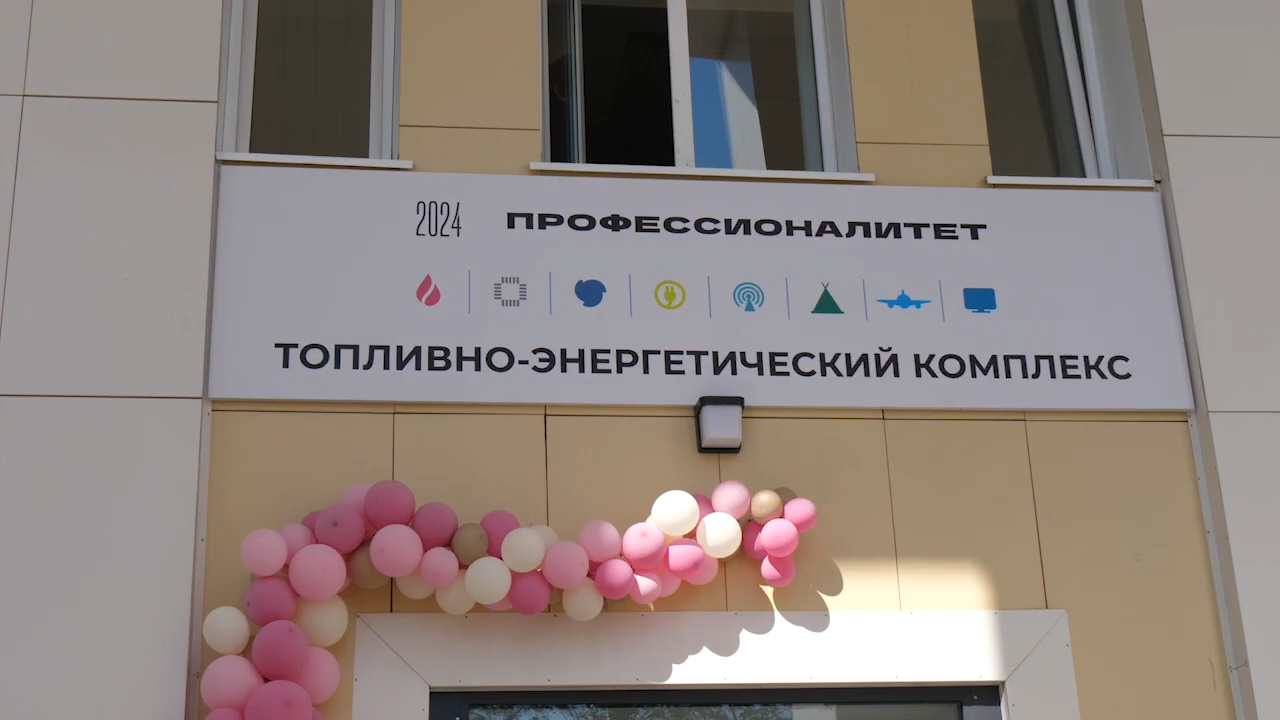 2024 ПРОФЕССИОНАЛИТЕТ
ТОПЛИВНО-ЭНЕРГЕТИЧЕСКИЙ КОМПЛЕКС